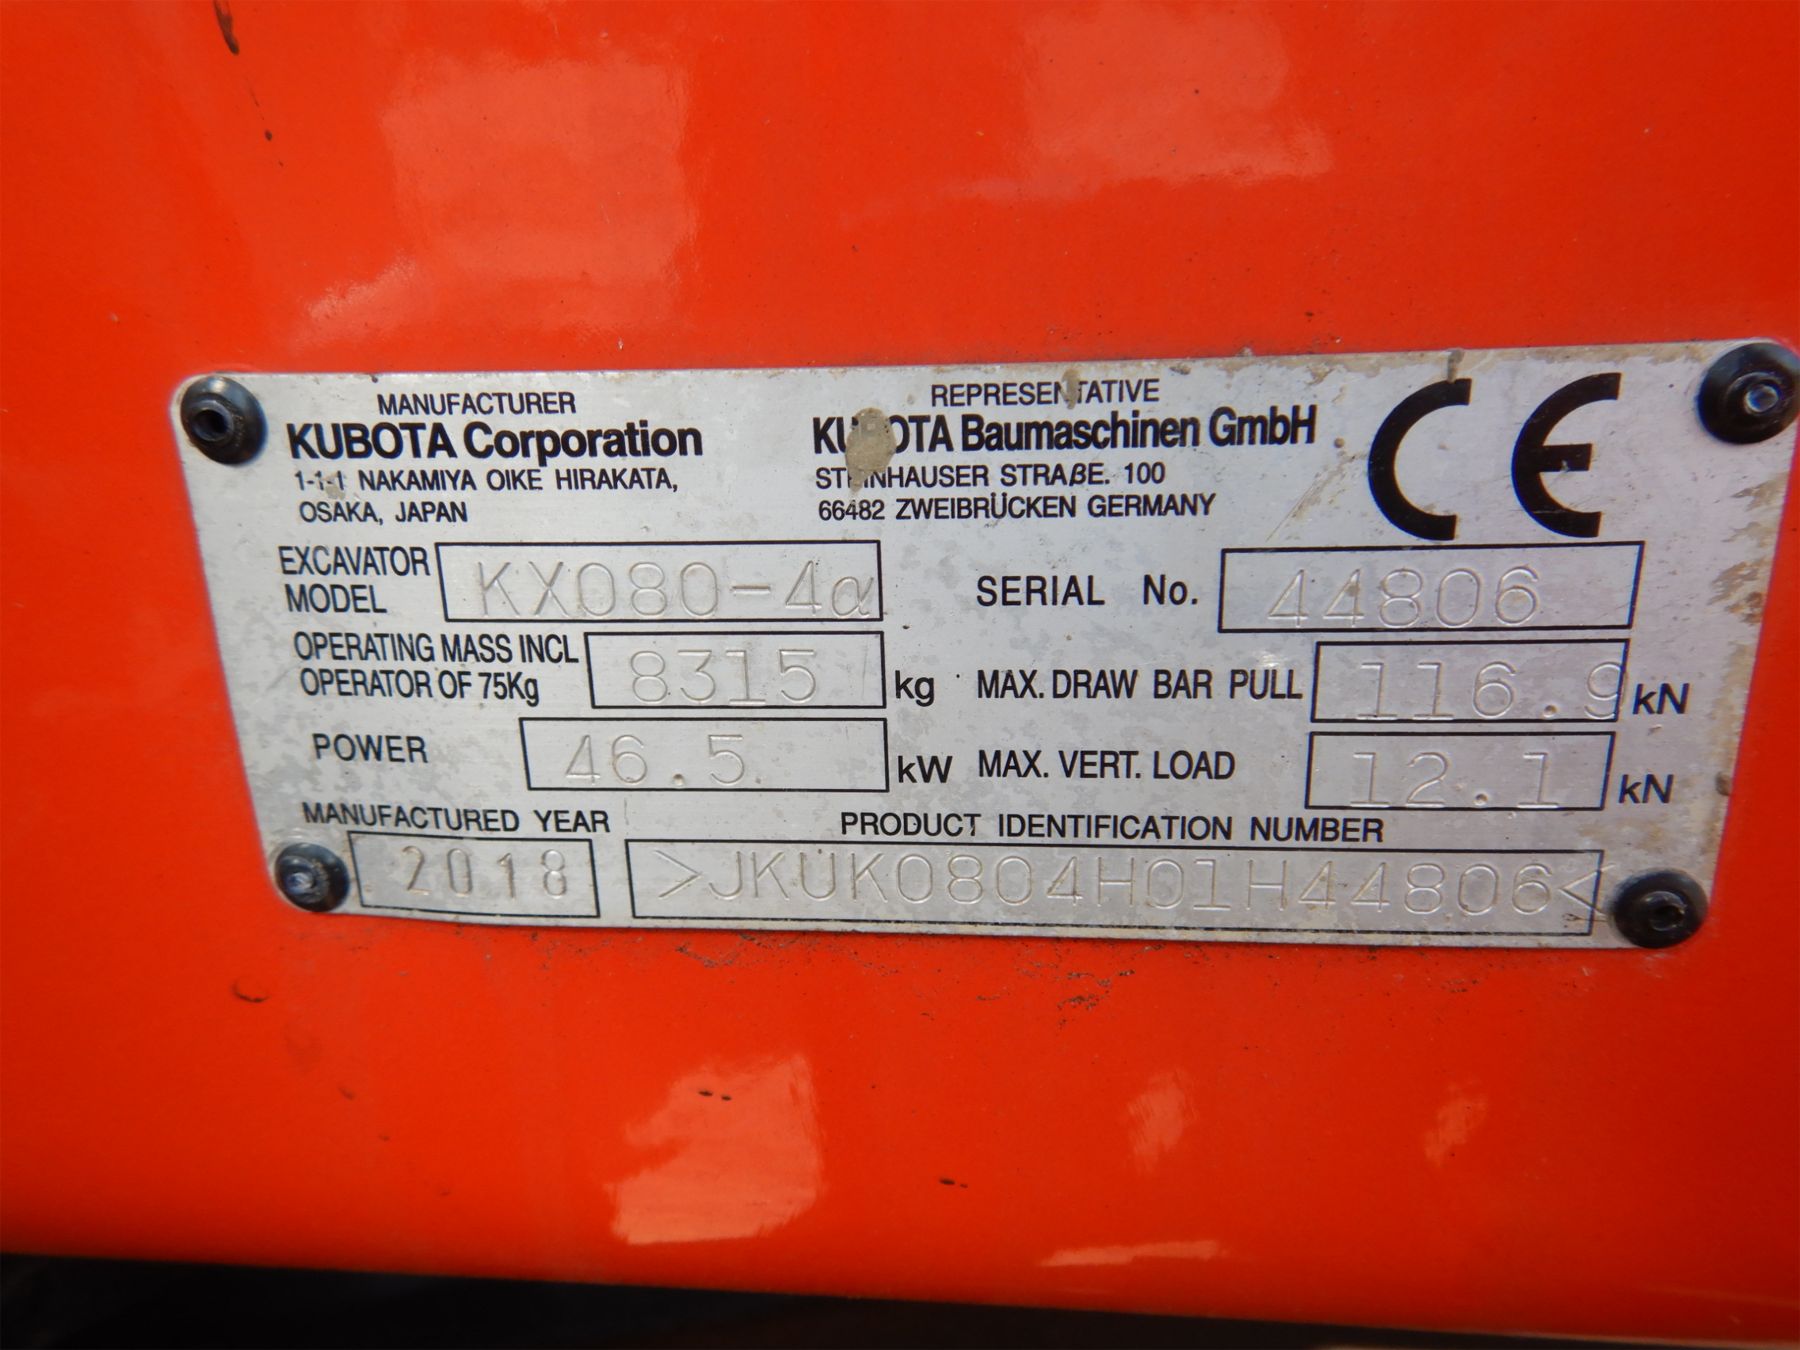 MANUFACTURER
KUBOTA Corporation
1-1-1 NAKAMIYA OIKE HIRAKATA,
OSAKA, JAPAN
REPRESENTATIVE
KUBOTA Baumaschinen GmbH
STEINHAUSER STRAßE. 100
66482 ZWEIBRÜCKEN GERMANY
CE
EXCAVATOR
MODEL KX080-4α
SERIAL No. 44806
OPERATING MASS INCL
OPERATOR OF 75Kg 8315 kg
MAX. DRAW BAR PULL 116.9 kN
POWER 46.5 kW
MAX. VERT. LOAD 12.1 kN
MANUFACTURED YEAR
2018
PRODUCT IDENTIFICATION NUMBER
>JKUK0804H01H44806<